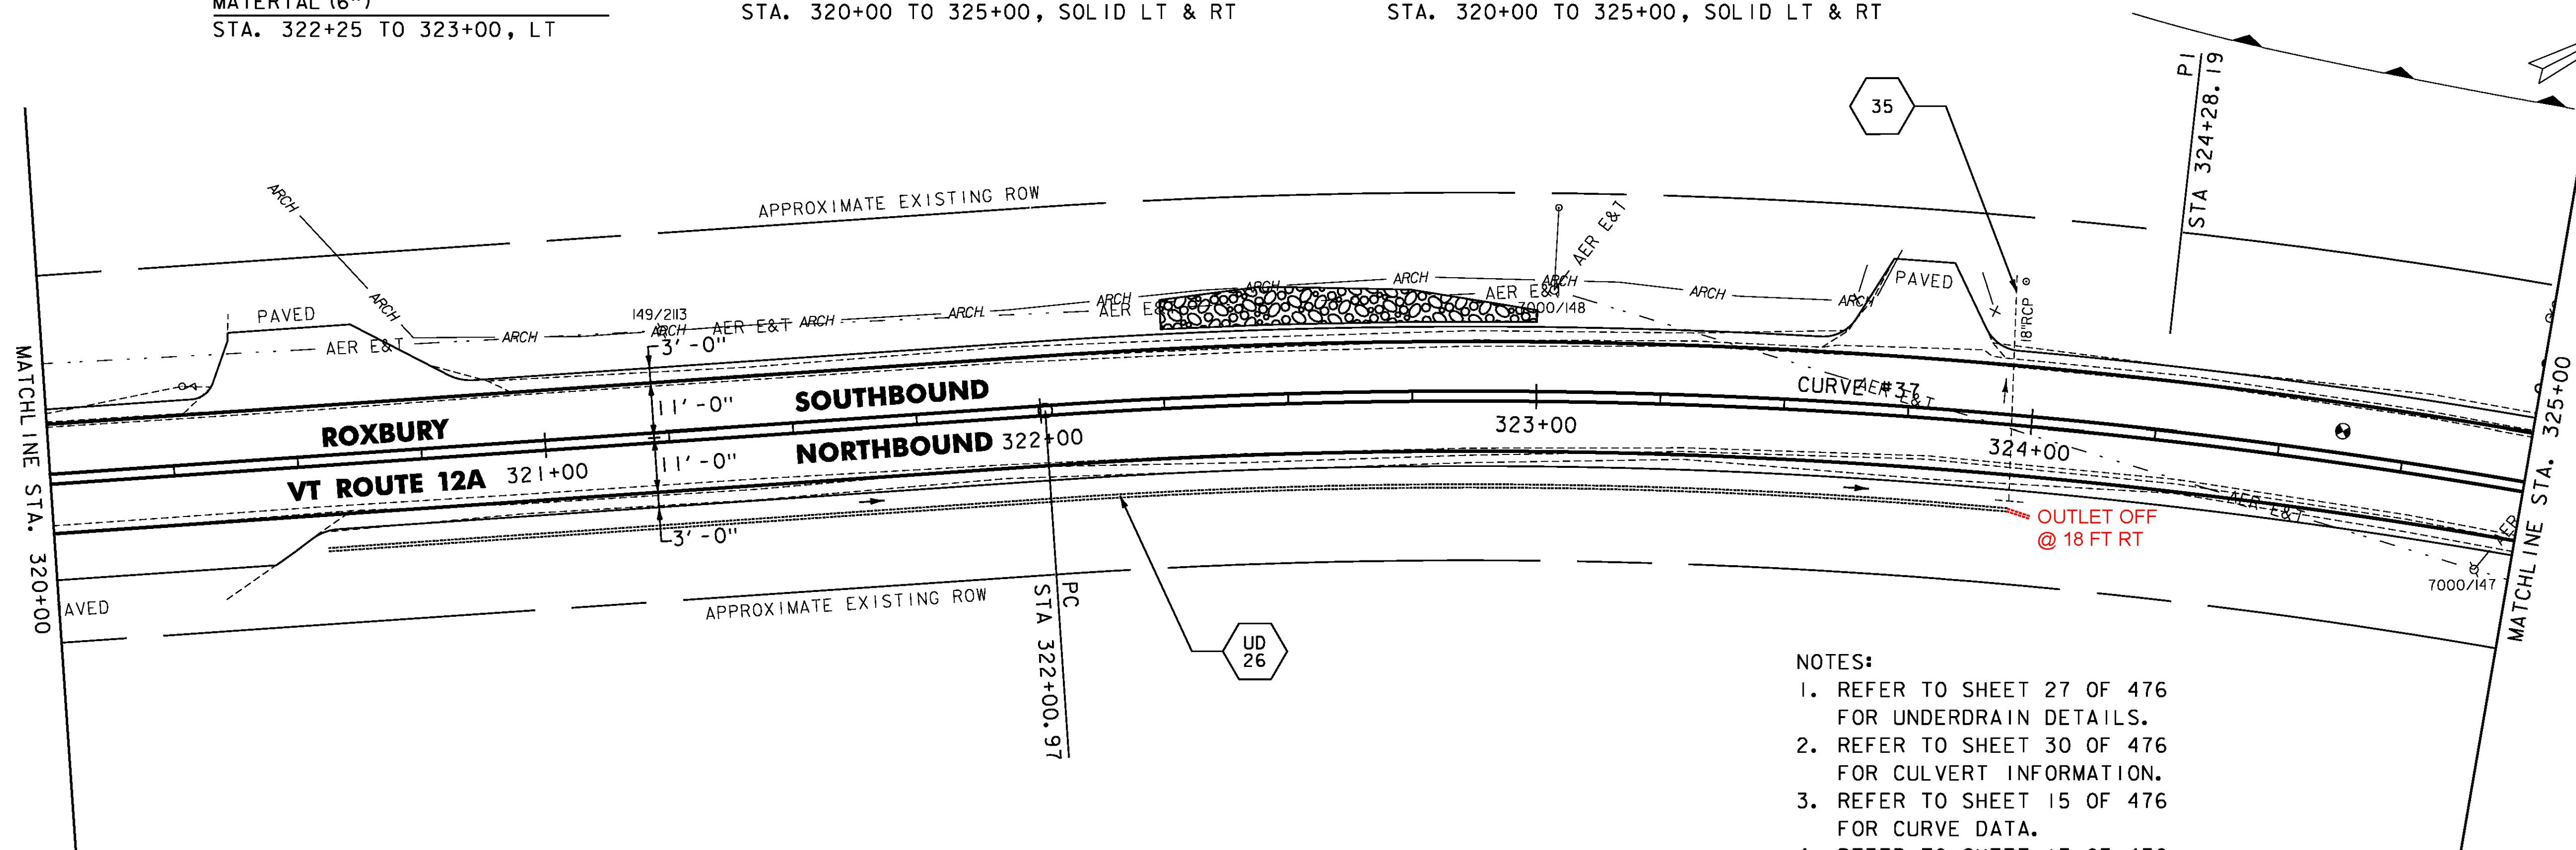 MATERIAL (6")
STA. 322+25 TO 323+00, LT
STA. 320+00 TO 325+00, SOLID LT & RT
STA. 320+00 TO 325+00, SOLID LT & RT
PI
STA 324+28.19
35
ARCH
APPROXIMATE EXISTING ROW
AER E&T
ARCH
ARCH
ARCH
ARCH
ARCH
PAVED
ARCH
PAVED
149/2113
ARCH
AER E&T
ARCH
ARCH
ARCH
AER E&T
AER E&T
7000/148
18"RCP
AER E&T
ARCH
3'-0"
MATCHLINE STA. 320+00
11'-0"
SOUTHBOUND
CURVE #37
AER E&T
MATCHLINE STA. 325+00
ROXBURY
NORTHBOUND
322+00
323+00
324+00
11'-0"
VT ROUTE 12A
321+00
AER E&T
AER
3'-0"
OUTLET OFF
@ 18 FT RT
7000/147
AVED
APPROXIMATE EXISTING ROW
PC
STA 322+00.97
UD
26
NOTES:
1. REFER TO SHEET 27 OF 476
FOR UNDERDRAIN DETAILS.
2. REFER TO SHEET 30 OF 476
FOR CULVERT INFORMATION.
3. REFER TO SHEET 15 OF 476
FOR CURVE DATA.